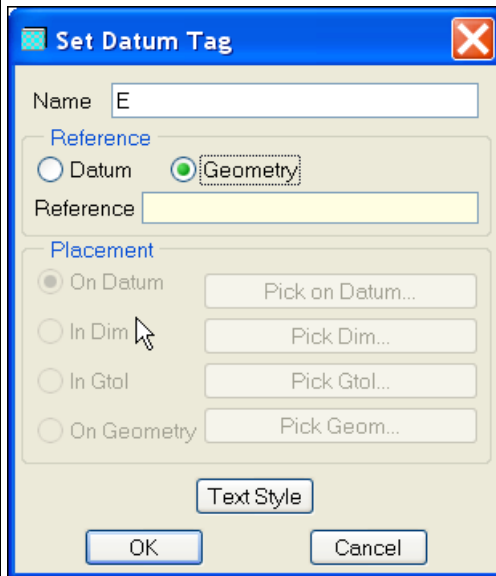 Set Datum Tag
Name E
Reference
Datum Geometry
Reference
Placement
On Datum Pick on Datum...
In Dim Pick Dim...
In Gtol Pick Gtol...
On Geometry Pick Geom...
Text Style
OK Cancel